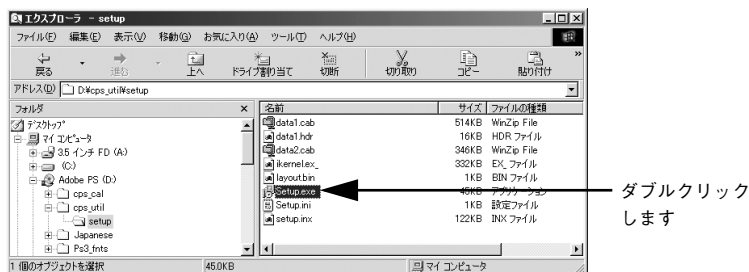 エクスプローラ - setup
ファイル(F) 編集(E) 表示(V) 移動(G) お気に入り(A) ツール(T) ヘルプ(H)
戻る 進む 上へ ドライブ割り当て 切断 切り取り コピー 貼り付け »
アドレス(D) D:¥cps_util¥setup
フォルダ ×
デスクトップ
マイ コンピュータ
3.5 インチ FD (A:)
(C:)
Adobe PS (D:)
cps_cal
cps_util
setup
Japanese
Ps3_fnts
名前 サイズ ファイルの種類
data1.cab 514KB WinZip File
data1.hdr 16KB HDR ファイル
data2.cab 346KB WinZip File
ikernel.ex_ 332KB EX_ ファイル
layout.bin 1KB BIN ファイル
Setup.exe 45KB アプリケーション
Setup.ini 1KB 設定ファイル
setup.inx 122KB INX ファイル
ダブルクリック
します
1 個のオブジェクトを選択 45.0KB マイ コンピュータ